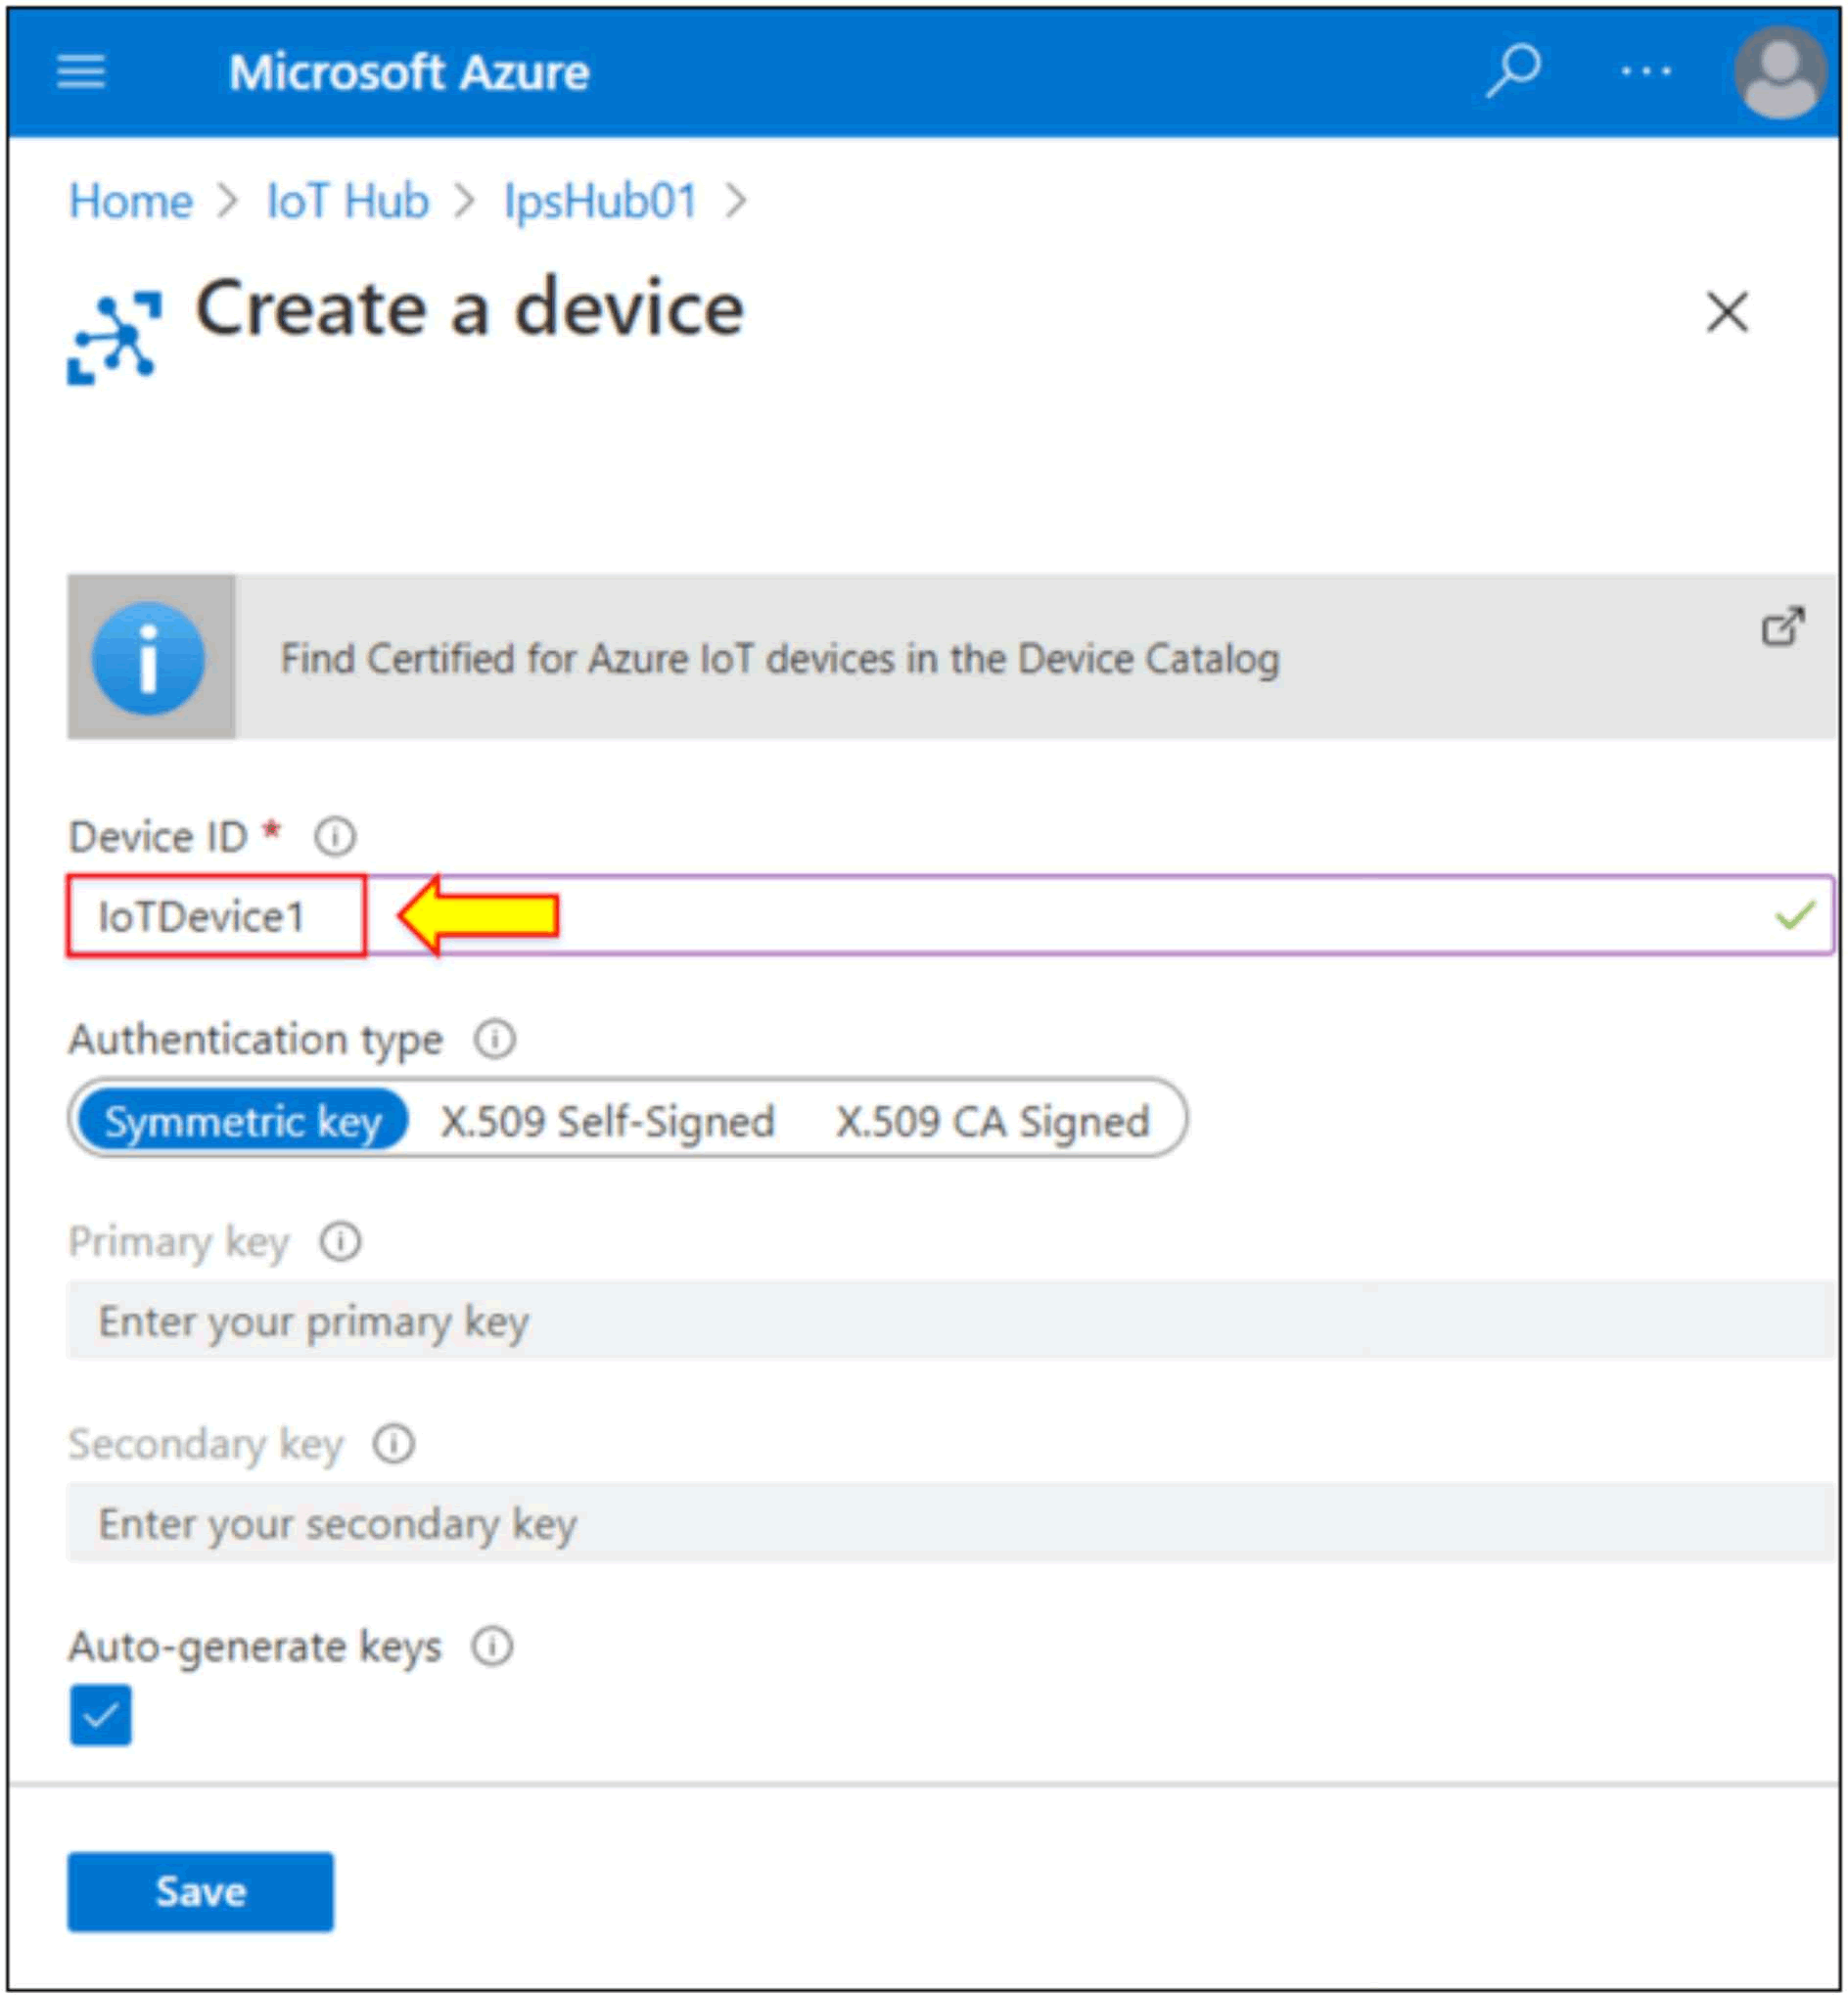 Microsoft Azure
Home > IoT Hub > IpsHub01 >
Create a device
Find Certified for Azure IoT devices in the Device Catalog
Device ID *
IoTDevice1
Authentication type
Symmetric key X.509 Self-Signed X.509 CA Signed
Primary key
Enter your primary key
Secondary key
Enter your secondary key
Auto-generate keys
Save